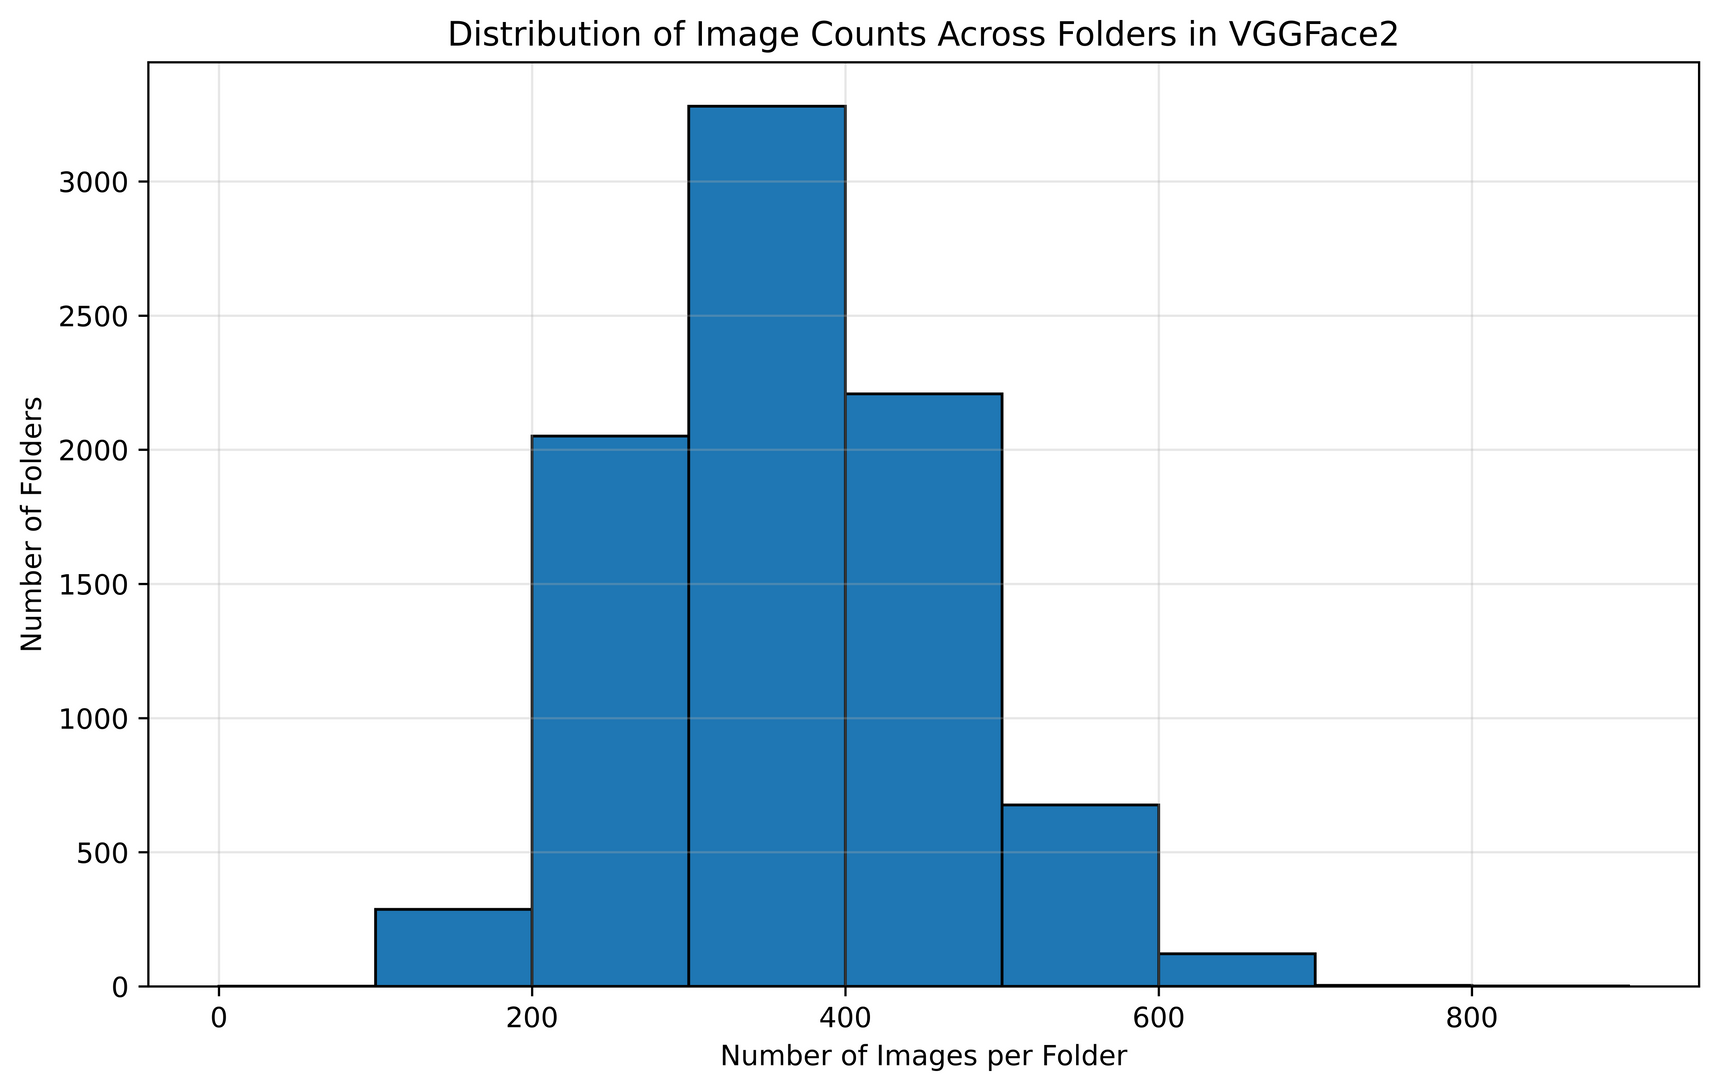 Distribution of Image Counts Across Folders in VGGFace2
Number of Folders
3000
2500
2000
1500
1000
500
0
0 200 400 600 800
Number of Images per Folder